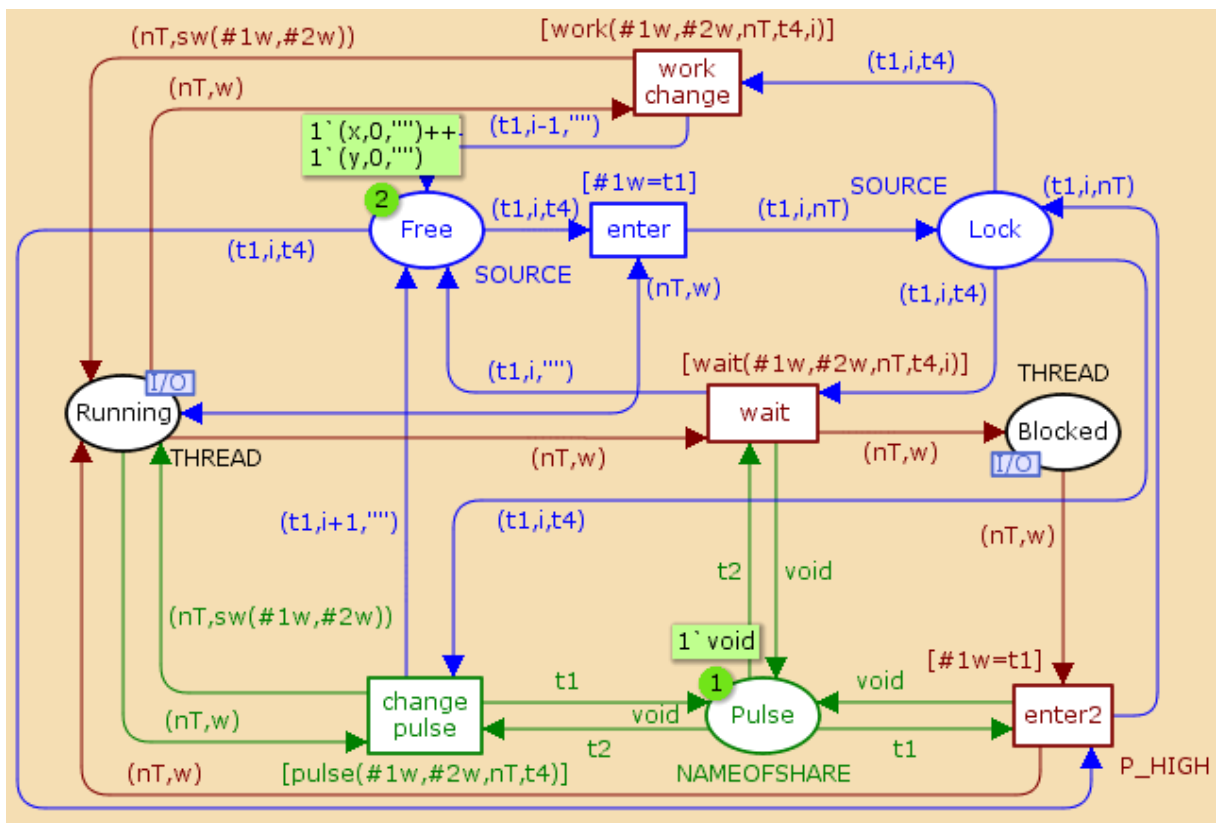 (nT,sw(#1w,#2w))
[work(#1w,#2w,nT,t4,i)]
work
change
(t1,i,t4)
(nT,w)
1`(x,0,"")++
1`(y,0,"")
(t1,i-1,"")
[#1w=t1]
SOURCE
(t1,i,nT)
2
Free
(t1,i,t4)
enter
(t1,i,nT)
Lock
(t1,i,t4)
SOURCE
(nT,w)
(t1,i,t4)
I/O
Running
THREAD
(t1,i,"")
[wait(#1w,#2w,nT,t4,i)]
wait
THREAD
Blocked
I/O
(nT,w)
(nT,w)
(t1,i+1,"")
(t1,i,t4)
(nT,w)
t2
void
(nT,sw(#1w,#2w))
1`void
[#1w=t1]
change
pulse
t1
1
Pulse
void
enter2
(nT,w)
void
t2
t1
(nT,w)
[pulse(#1w,#2w,nT,t4)]
NAMEOFSHARE
P_HIGH